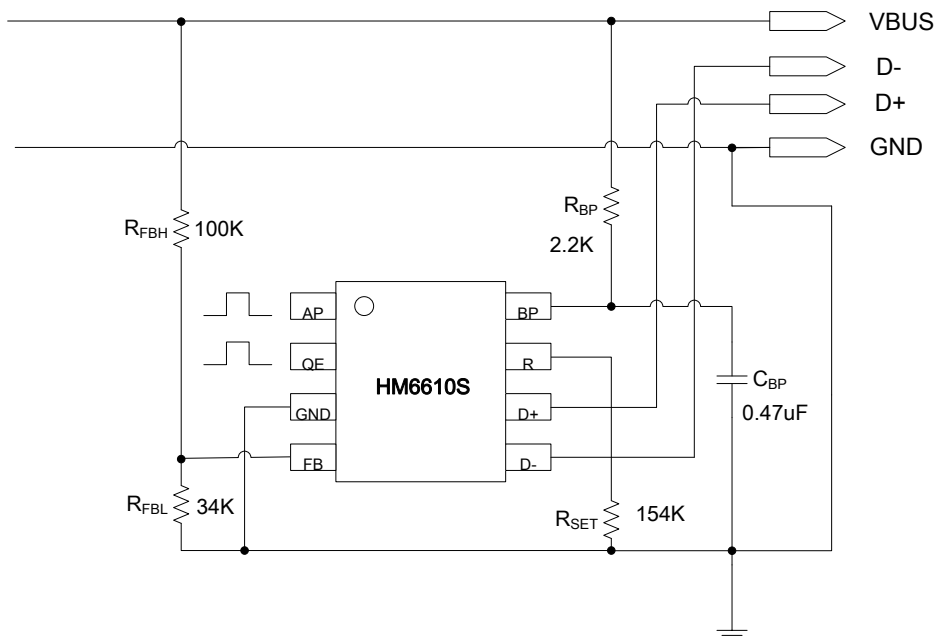 VBUS
D-
D+
GND
RFBH 100K
RBP
2.2K
AP
BP
QE
R
HM6610S
GND
D+
FB
D-
CBP
0.47uF
RFBL 34K
RSET 154K